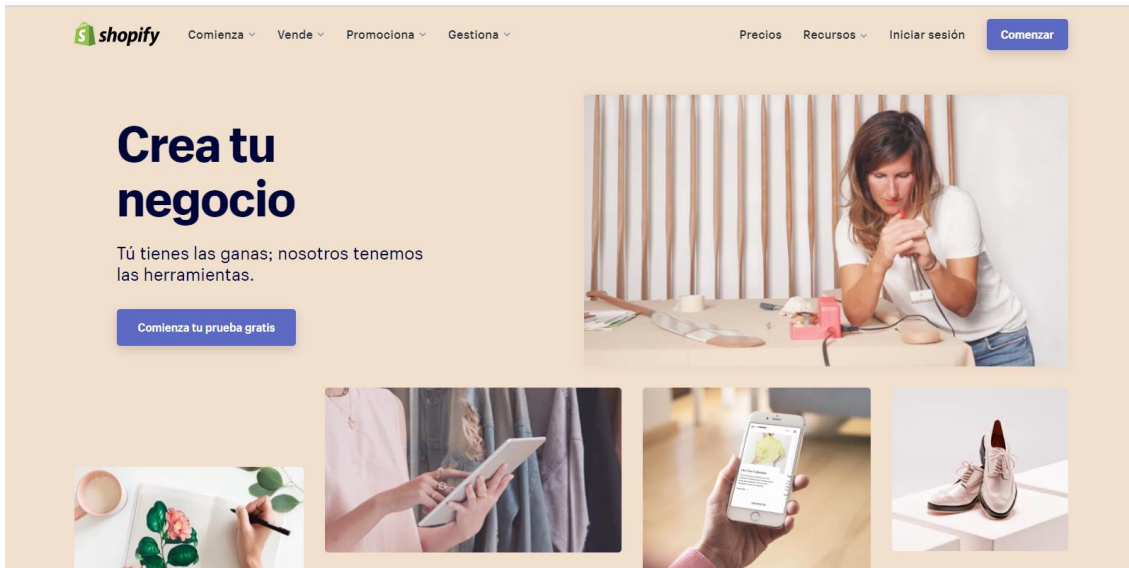 shopify
Comienza
Vende
Promociona
Gestiona
Precios
Recursos
Iniciar sesión
Comenzar
Crea tu
negocio
Tú tienes las ganas; nosotros tenemos
las herramientas.
Comienza tu prueba gratis